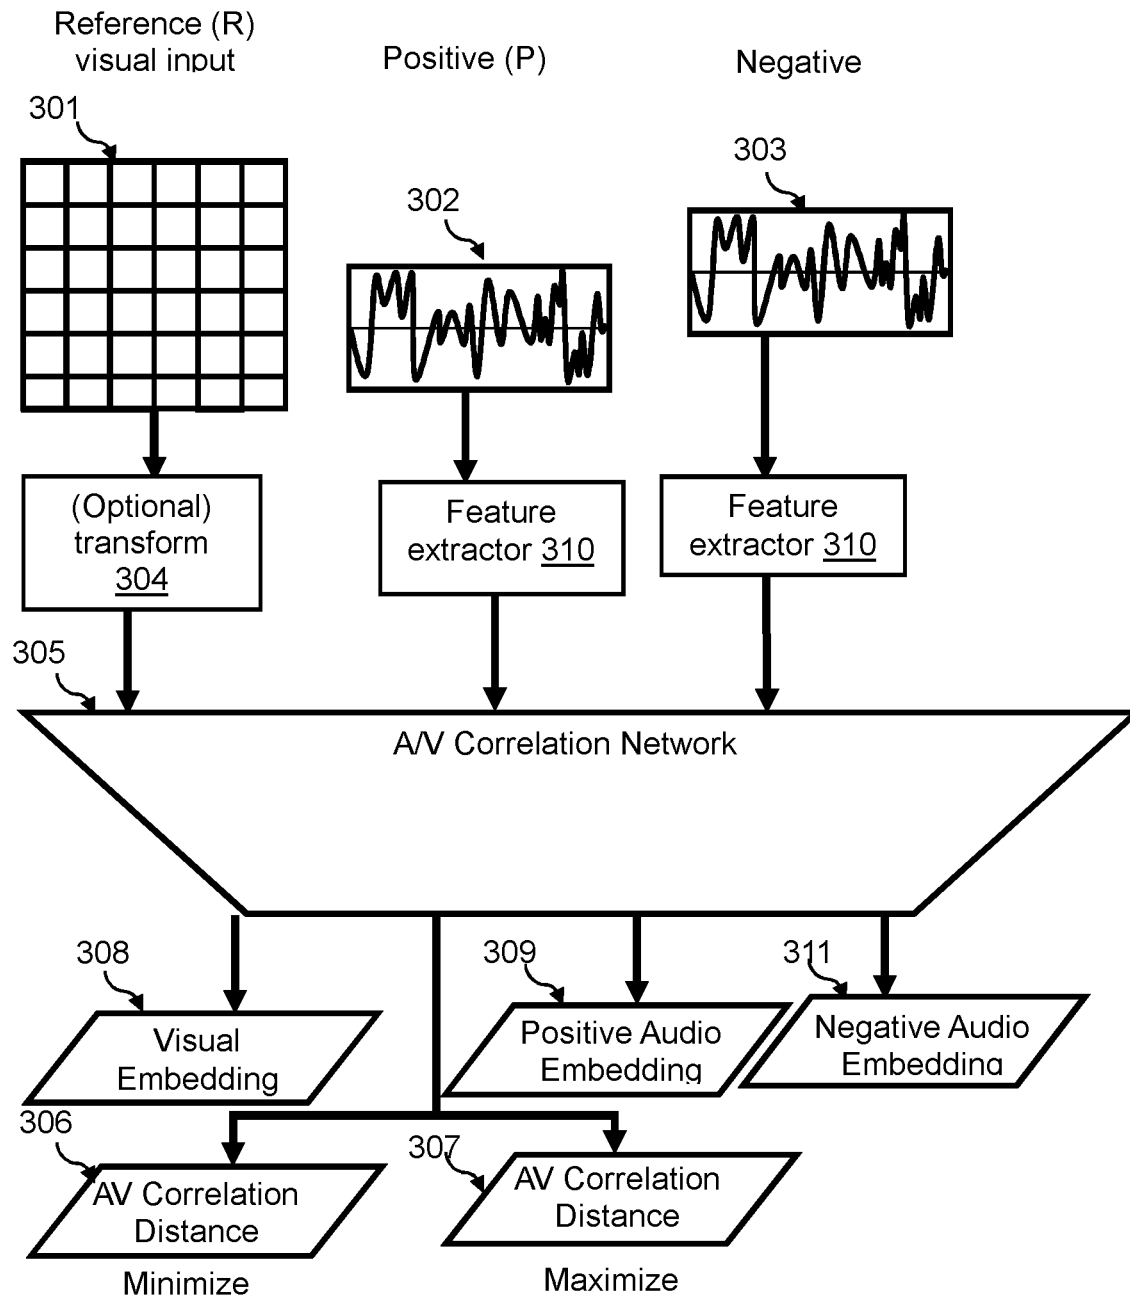 Reference (R)
visual input
Positive (P)
Negative
301
302
303
(Optional)
transform
304
Feature
extractor 310
Feature
extractor 310
305
A/V Correlation Network
308
309
311
Visual
Embedding
Positive Audio
Embedding
Negative Audio
Embedding
306
307
AV Correlation
Distance
AV Correlation
Distance
Minimize
Maximize